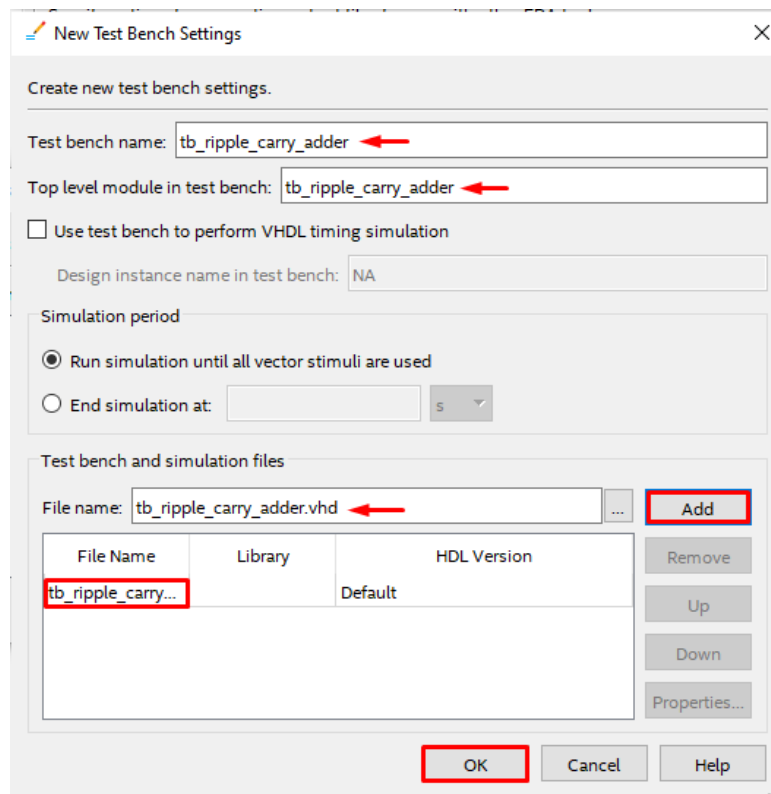 New Test Bench Settings
Create new test bench settings.
Test bench name: tb_ripple_carry_adder
Top level module in test bench: tb_ripple_carry_adder
Use test bench to perform VHDL timing simulation
Design instance name in test bench: NA
Simulation period
Run simulation until all vector stimuli are used
End simulation at: s
Test bench and simulation files
File name: tb_ripple_carry_adder.vhd ... Add
File Name Library HDL Version Remove
tb_ripple_carry... Default
Up
Down
Properties...
OK Cancel Help